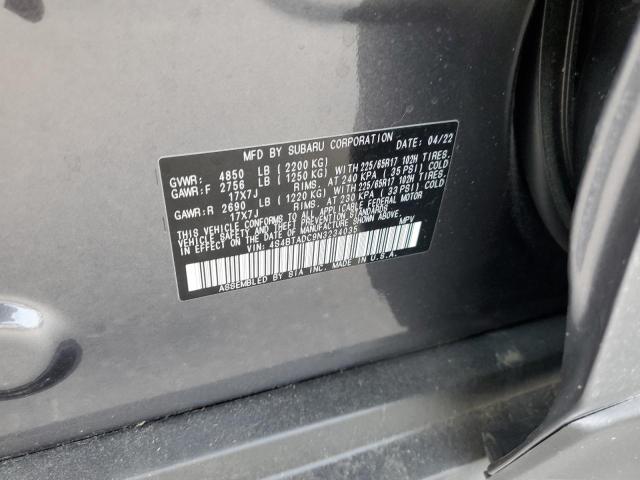 MFD BY SUBARU CORPORATION DATE: 04/22
GVWR: 4850 LB (2200 KG)
GAWR:F 2756 LB (1250 KG) WITH 225/65R17 102H TIRES,
17X7J RIMS, AT 240 KPA ( 35 PSI) COLD
GAWR:R 2690 LB (1220 KG) WITH 225/65R17 102H TIRES,
17X7J RIMS, AT 230 KPA ( 33 PSI) COLD
THIS VEHICLE CONFORMS TO ALL APPLICABLE FEDERAL MOTOR
VEHICLE SAFETY, BUMPER, AND THEFT PREVENTION STANDARDS
IN EFFECT ON THE DATE OF MANUFACTURE SHOWN ABOVE.
VIN: 4S4BTADC9N3234035 MPV
ASSEMBLED BY SIA INC. MADE IN U.S.A.